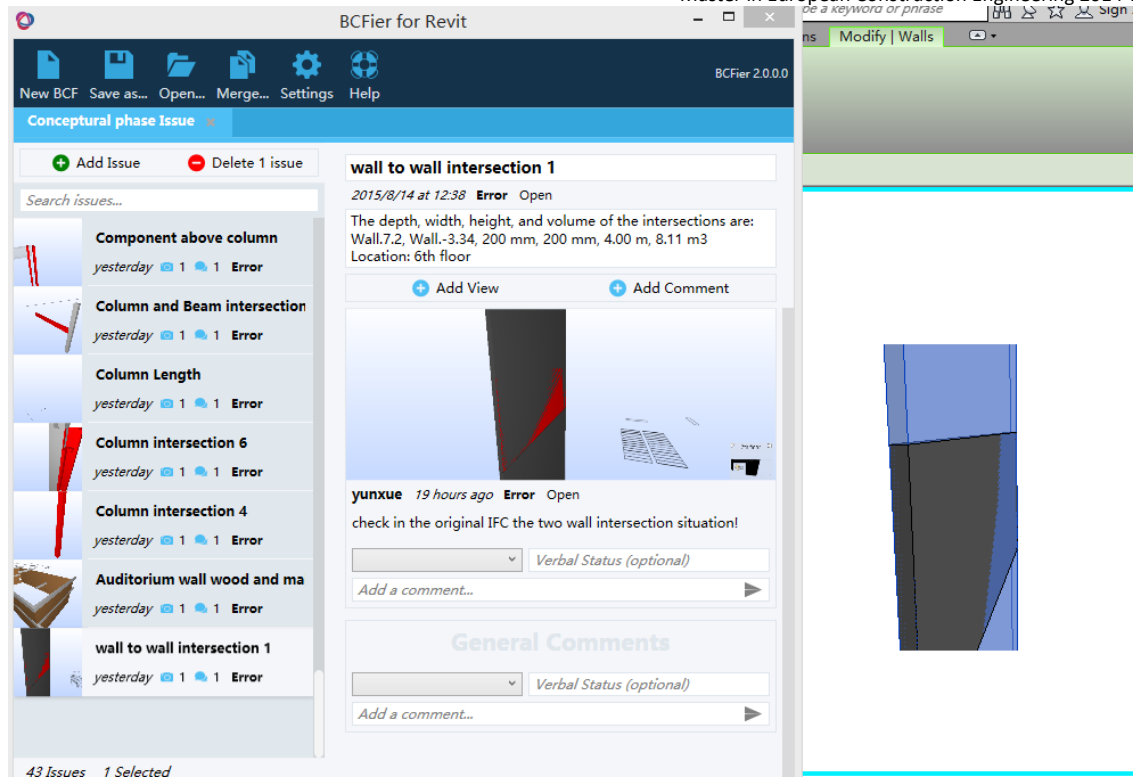 Master in European Construction Engineering 201
BCFier for Revit
be a keyword or phrase
Sign
ns Modify | Walls
New BCF Save as... Open... Merge... Settings Help
BCFier 2.0.0.0
Conceptural phase Issue
Add Issue Delete 1 issue
Search issues...
Component above column
yesterday 1 1 Error
Column and Beam intersection
yesterday 1 1 Error
Column Length
yesterday 1 1 Error
Column intersection 6
yesterday 1 1 Error
Column intersection 4
yesterday 1 1 Error
Auditorium wall wood and ma
yesterday 1 1 Error
wall to wall intersection 1
yesterday 1 1 Error
43 Issues 1 Selected
wall to wall intersection 1
2015/8/14 at 12:38 Error Open
The depth, width, height, and volume of the intersections are:
Wall.7.2, Wall.-3.34, 200 mm, 200 mm, 4.00 m, 8.11 m3
Location: 6th floor
Add View Add Comment
yunxue 19 hours ago Error Open
check in the original IFC the two wall intersection situation!
Verbal Status (optional)
Add a comment...
General Comments
Verbal Status (optional)
Add a comment...